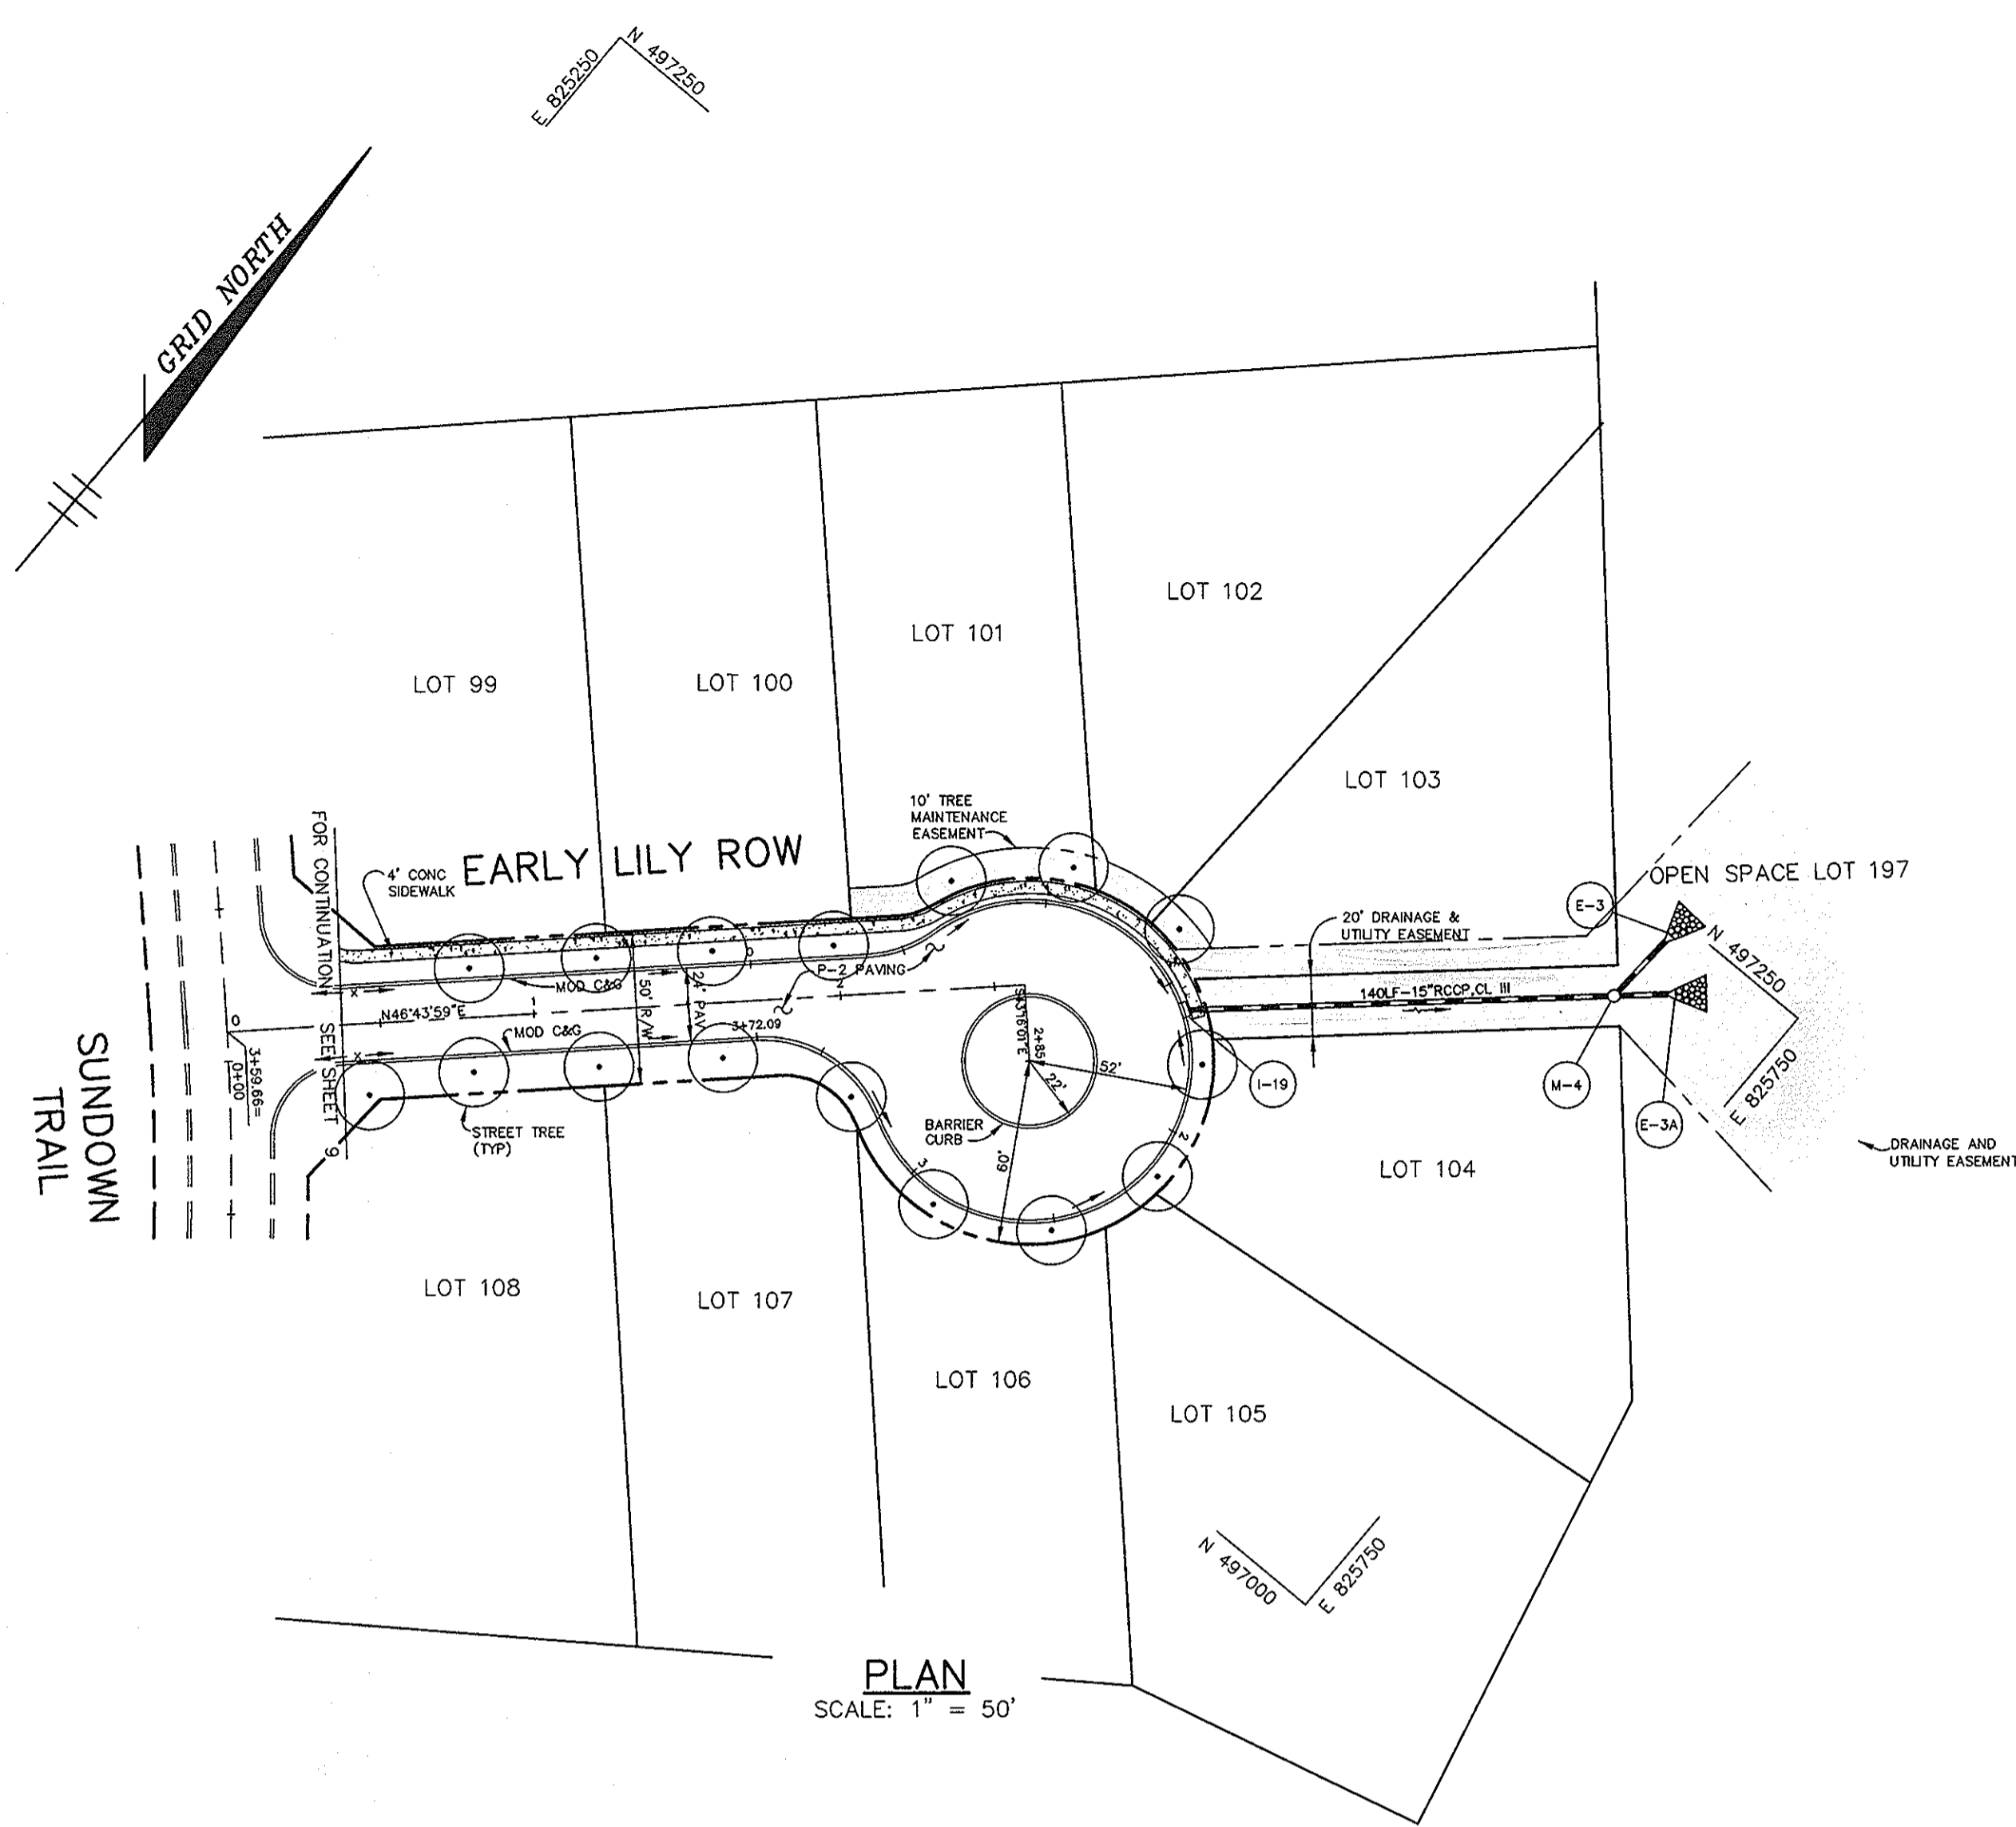 N 497250
E 825250
GRID NORTH
LOT 102
LOT 101
LOT 99
LOT 100
LOT 103
10' TREE
MAINTENANCE
EASEMENT
EARLY LILY ROW
4' CONC
SIDEWALK
FOR CONTINUATION
SEE SHEET 9
OPEN SPACE LOT 197
E-3
20' DRAINAGE &
UTILITY EASEMENT
N 497250
E 825750
P-2 PAVING
MOD C&G
140LF-15"RCCP,CL III
50' R/W
24' PAV
0
1
2
N46°43'59"E
3+72.09
MOD C&G
3+59.66=
0+00
SUNDOWN
TRAIL
2+85
52'
22'
60'
I-19
M-4
E-3A
BARRIER
CURB
STREET TREE
(TYP)
2
3
DRAINAGE AND
UTILITY EASEMENT
LOT 104
LOT 108
LOT 107
LOT 106
LOT 105
N 497000
E 825750
PLAN
SCALE: 1" = 50'